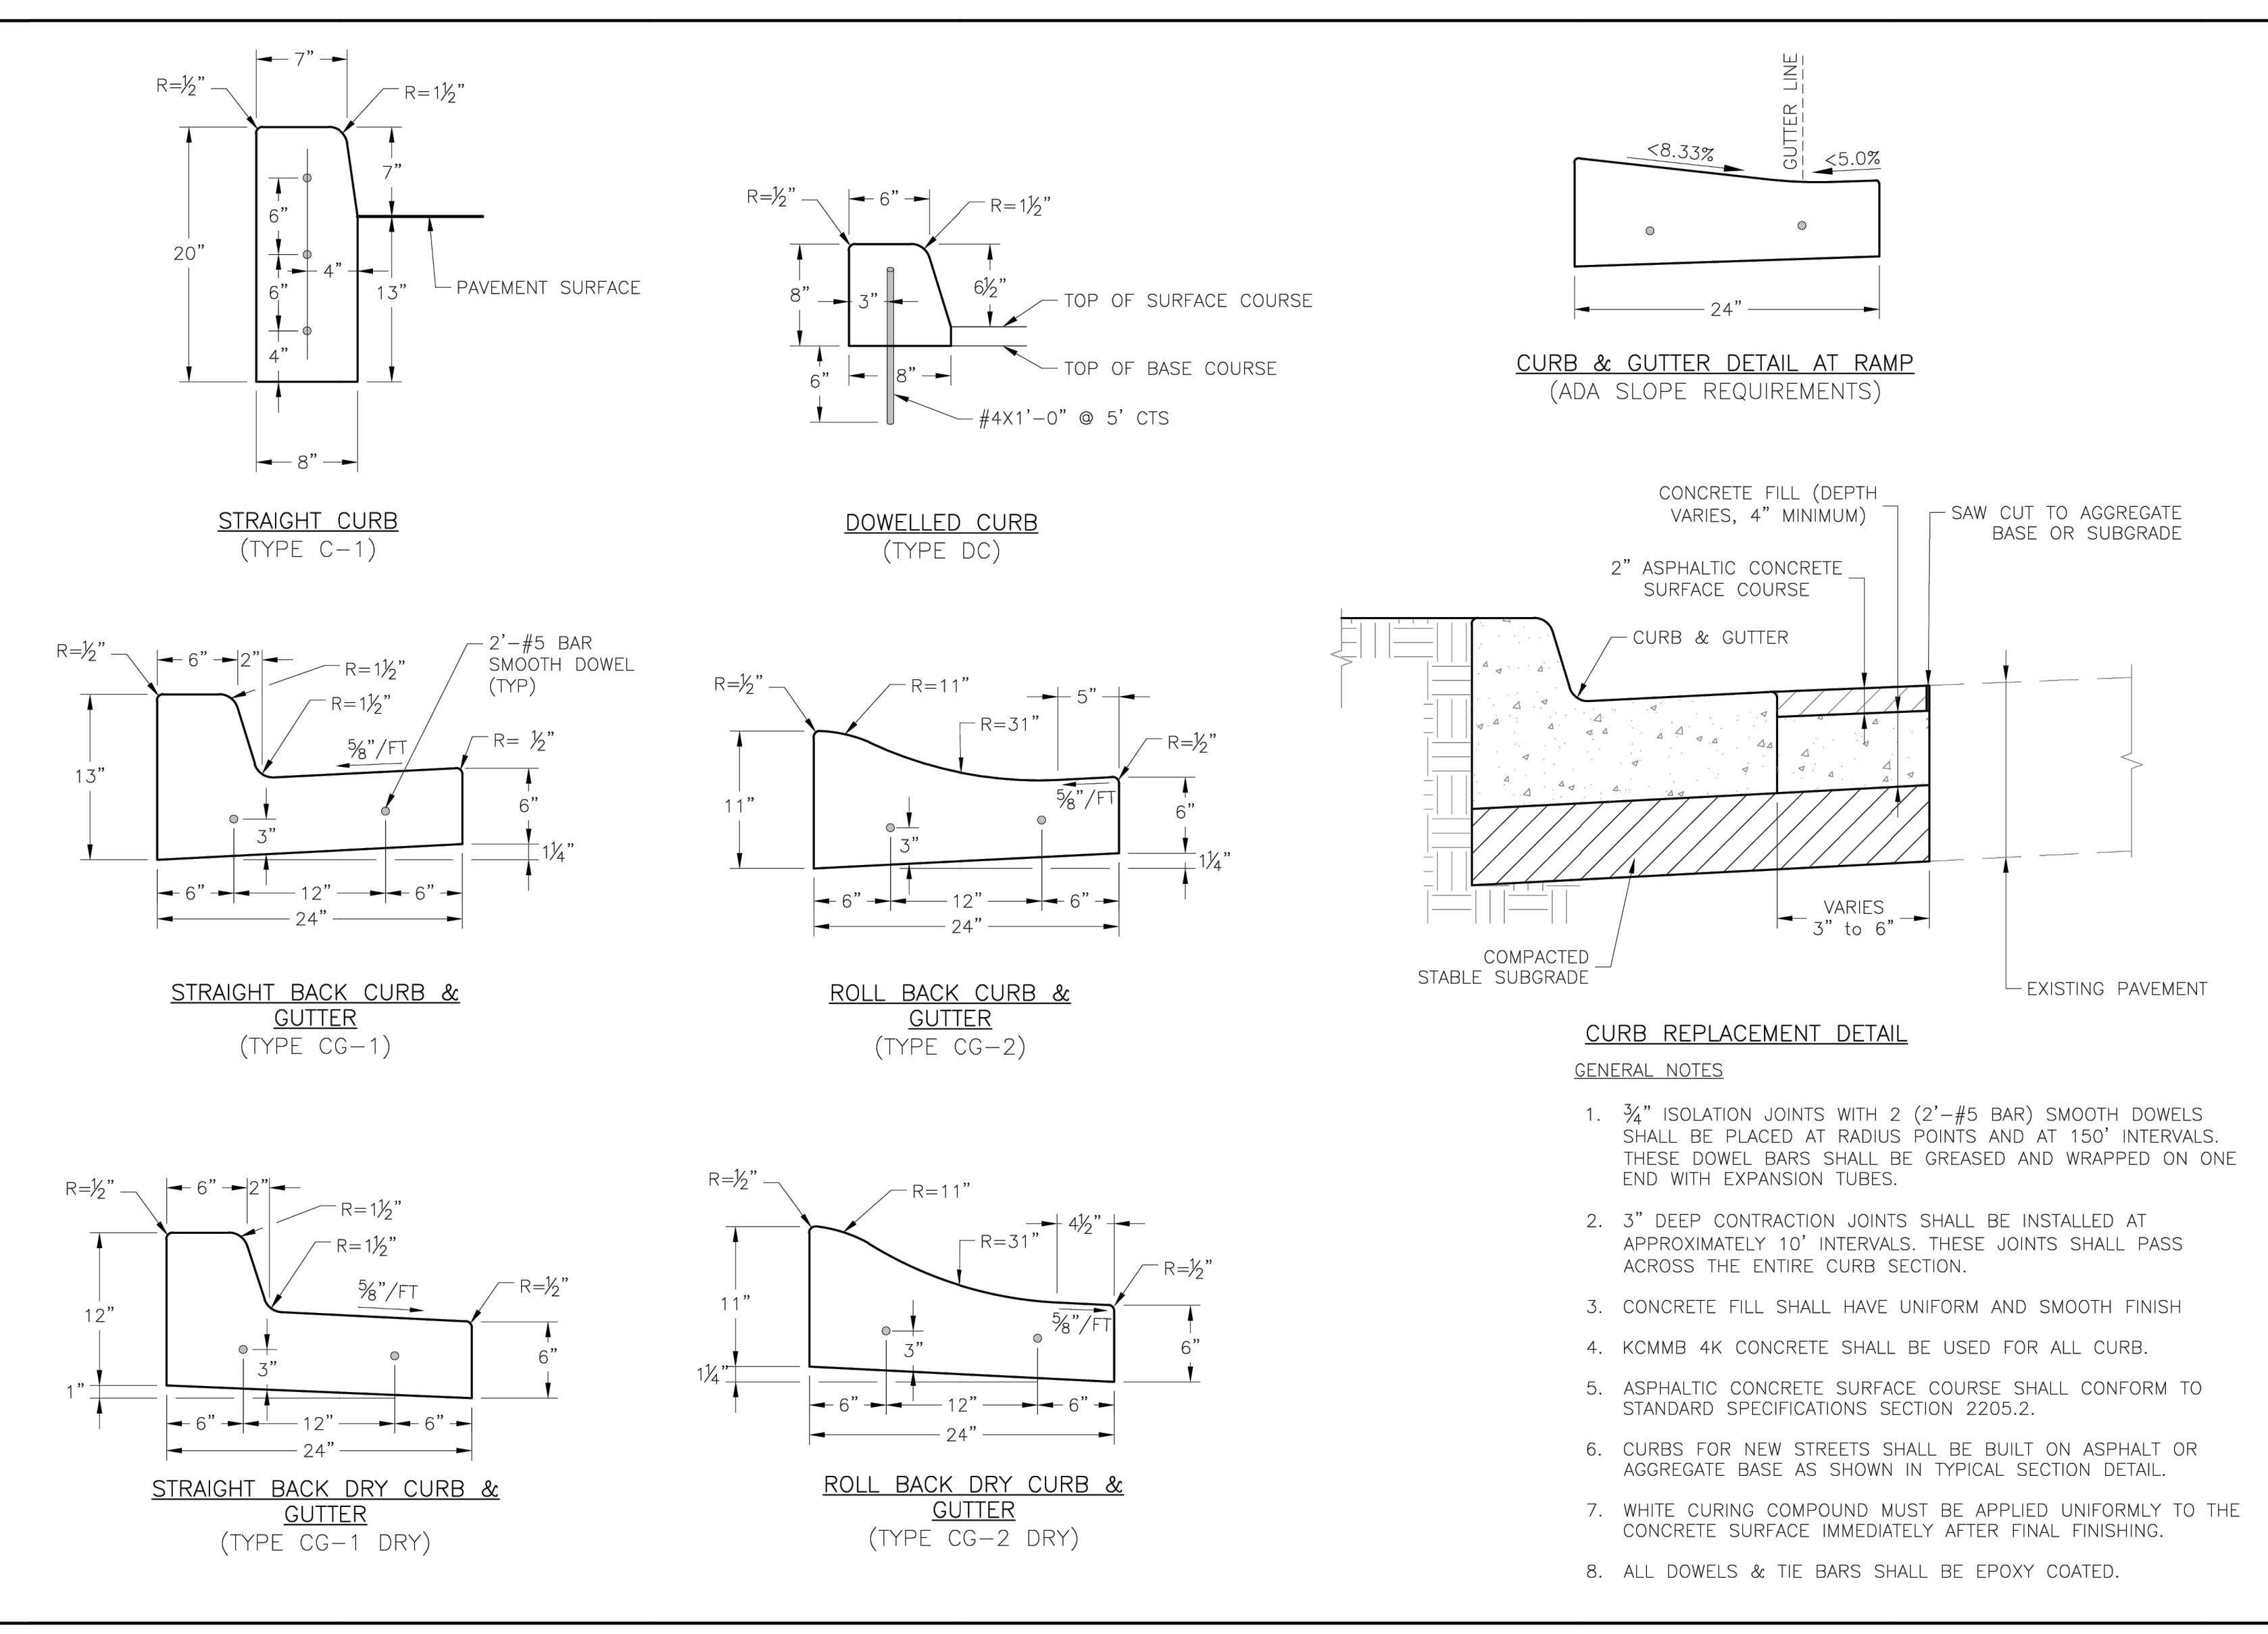 7"
R=½"
R=1½"
7"
6"
20"
4"
6"
13"
PAVEMENT SURFACE
4"
8"
STRAIGHT CURB
(TYPE C-1)
R=½"
6"
R=1½"
8"
3"
6½"
TOP OF SURFACE COURSE
TOP OF BASE COURSE
6"
8"
#4X1'-0" @ 5' CTS
DOWELLED CURB
(TYPE DC)
GUTTER LINE
<8.33%
<5.0%
24"
CURB & GUTTER DETAIL AT RAMP
(ADA SLOPE REQUIREMENTS)
R=½"
6"
2"
R=1½"
R=1½"
2'-#5 BAR
SMOOTH DOWEL
(TYP)
⅝"/FT
R= ½"
13"
6"
3"
1¼"
6"
12"
6"
24"
STRAIGHT BACK CURB &
GUTTER
(TYPE CG-1)
R=½"
R=11"
5"
R=31"
R=½"
11"
⅝"/FT
6"
3"
1¼"
6"
12"
6"
24"
ROLL BACK CURB &
GUTTER
(TYPE CG-2)
CONCRETE FILL (DEPTH
VARIES, 4" MINIMUM)
SAW CUT TO AGGREGATE
BASE OR SUBGRADE
2" ASPHALTIC CONCRETE
SURFACE COURSE
CURB & GUTTER
VARIES
3" to 6"
COMPACTED
STABLE SUBGRADE
EXISTING PAVEMENT
CURB REPLACEMENT DETAIL
R=½"
6"
2"
R=1½"
R=1½"
⅝"/FT
R=½"
12"
6"
3"
1"
6"
12"
6"
24"
STRAIGHT BACK DRY CURB &
GUTTER
(TYPE CG-1 DRY)
R=½"
R=11"
4½"
R=31"
R=½"
11"
⅝"/FT
6"
3"
1¼"
6"
12"
6"
24"
ROLL BACK DRY CURB &
GUTTER
(TYPE CG-2 DRY)
GENERAL NOTES
1. ¾" ISOLATION JOINTS WITH 2 (2'-#5 BAR) SMOOTH DOWELS
SHALL BE PLACED AT RADIUS POINTS AND AT 150' INTERVALS.
THESE DOWEL BARS SHALL BE GREASED AND WRAPPED ON ONE
END WITH EXPANSION TUBES.
2. 3" DEEP CONTRACTION JOINTS SHALL BE INSTALLED AT
APPROXIMATELY 10' INTERVALS. THESE JOINTS SHALL PASS
ACROSS THE ENTIRE CURB SECTION.
3. CONCRETE FILL SHALL HAVE UNIFORM AND SMOOTH FINISH
4. KCMMB 4K CONCRETE SHALL BE USED FOR ALL CURB.
5. ASPHALTIC CONCRETE SURFACE COURSE SHALL CONFORM TO
STANDARD SPECIFICATIONS SECTION 2205.2.
6. CURBS FOR NEW STREETS SHALL BE BUILT ON ASPHALT OR
AGGREGATE BASE AS SHOWN IN TYPICAL SECTION DETAIL.
7. WHITE CURING COMPOUND MUST BE APPLIED UNIFORMLY TO THE
CONCRETE SURFACE IMMEDIATELY AFTER FINAL FINISHING.
8. ALL DOWELS & TIE BARS SHALL BE EPOXY COATED.